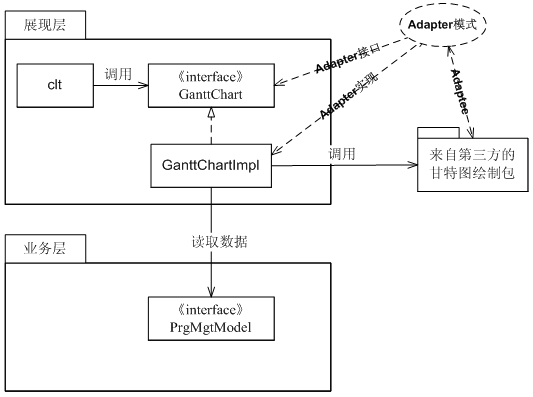 展现层
Adapter模式
clt
调用
《interface》
GanttChart
Adapter接口
Adapter实现
Adaptee
GanttChartImpl
调用
来自第三方的
甘特图绘制包
读取数据
业务层
《interface》
PrgMgtModel